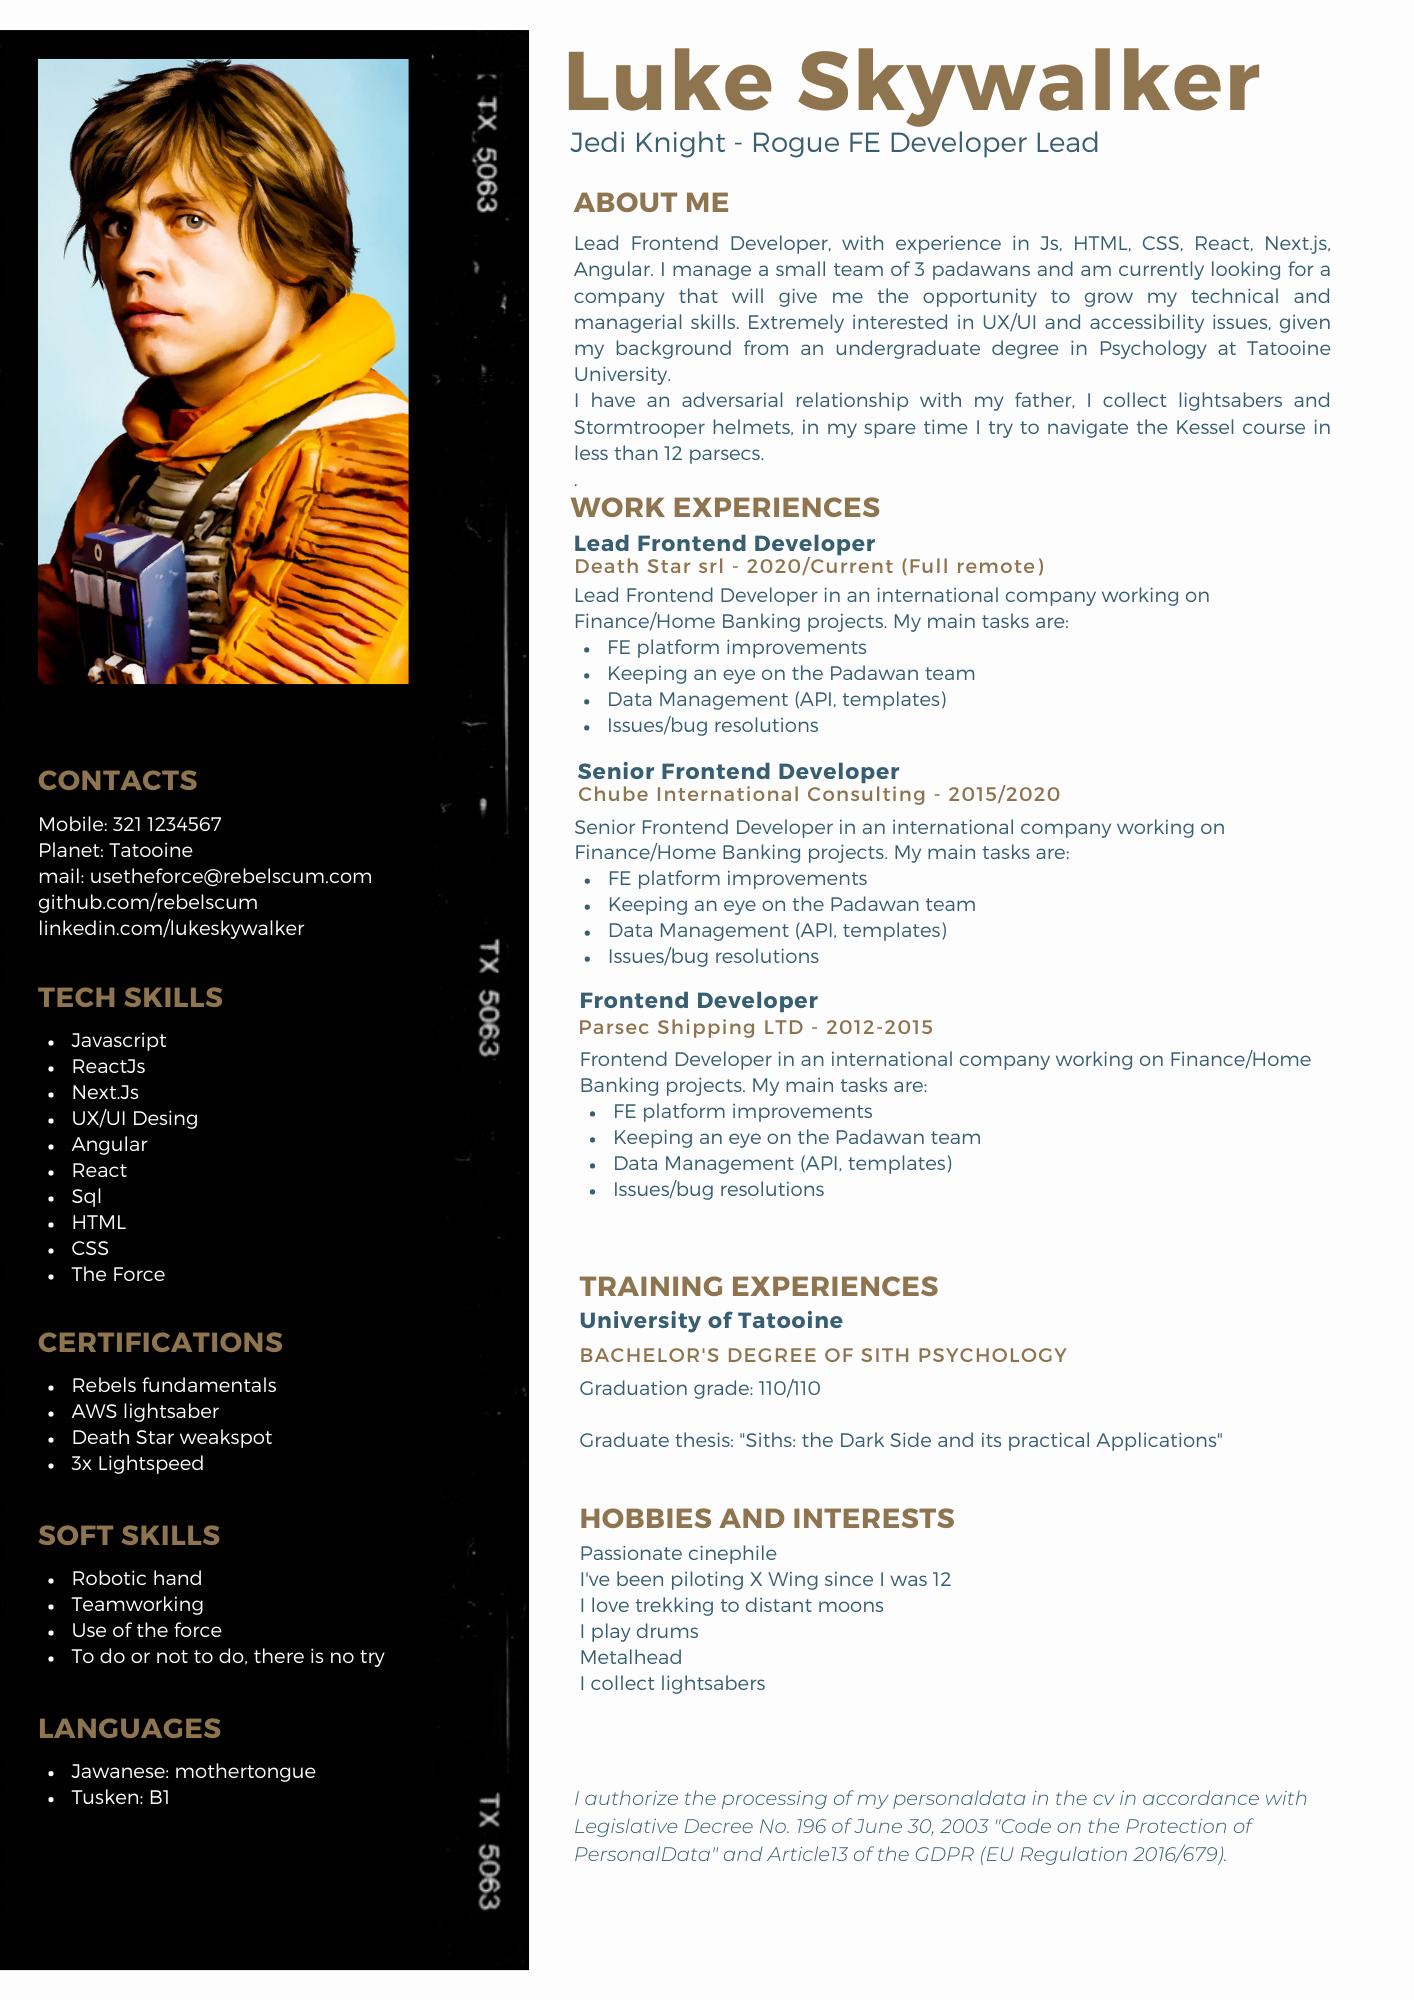 TX 5063
TX 5063
TX 5063
CONTACTS
Mobile: 321 1234567
Planet: Tatooine
mail: usetheforce@rebelscum.com
github.com/rebelscum
linkedin.com/lukeskywalker
TECH SKILLS
• Javascript
• ReactJs
• Next.Js
• UX/UI Desing
• Angular
• React
• Sql
• HTML
• CSS
• The Force
CERTIFICATIONS
• Rebels fundamentals
• AWS lightsaber
• Death Star weakspot
• 3x Lightspeed
SOFT SKILLS
• Robotic hand
• Teamworking
• Use of the force
• To do or not to do, there is no try
LANGUAGES
• Jawanese: mothertongue
• Tusken: B1
Luke Skywalker
Jedi Knight - Rogue FE Developer Lead
ABOUT ME
Lead Frontend Developer, with experience in Js, HTML, CSS, React, Next.js,
Angular. I manage a small team of 3 padawans and am currently looking for a
company that will give me the opportunity to grow my technical and
managerial skills. Extremely interested in UX/UI and accessibility issues, given
my background from an undergraduate degree in Psychology at Tatooine
University.
I have an adversarial relationship with my father, I collect lightsabers and
Stormtrooper helmets, in my spare time I try to navigate the Kessel course in
less than 12 parsecs.
.
WORK EXPERIENCES
Lead Frontend Developer
Death Star srl - 2020/Current (Full remote)
Lead Frontend Developer in an international company working on
Finance/Home Banking projects. My main tasks are:
• FE platform improvements
• Keeping an eye on the Padawan team
• Data Management (API, templates)
• Issues/bug resolutions
Senior Frontend Developer
Chube International Consulting - 2015/2020
Senior Frontend Developer in an international company working on
Finance/Home Banking projects. My main tasks are:
• FE platform improvements
• Keeping an eye on the Padawan team
• Data Management (API, templates)
• Issues/bug resolutions
Frontend Developer
Parsec Shipping LTD - 2012-2015
Frontend Developer in an international company working on Finance/Home
Banking projects. My main tasks are:
• FE platform improvements
• Keeping an eye on the Padawan team
• Data Management (API, templates)
• Issues/bug resolutions
TRAINING EXPERIENCES
University of Tatooine
BACHELOR'S DEGREE OF SITH PSYCHOLOGY
Graduation grade: 110/110
Graduate thesis: "Siths: the Dark Side and its practical Applications"
HOBBIES AND INTERESTS
Passionate cinephile
I've been piloting X Wing since I was 12
I love trekking to distant moons
I play drums
Metalhead
I collect lightsabers
I authorize the processing of my personaldata in the cv in accordance with
Legislative Decree No. 196 of June 30, 2003 "Code on the Protection of
PersonalData" and Article13 of the GDPR (EU Regulation 2016/679).